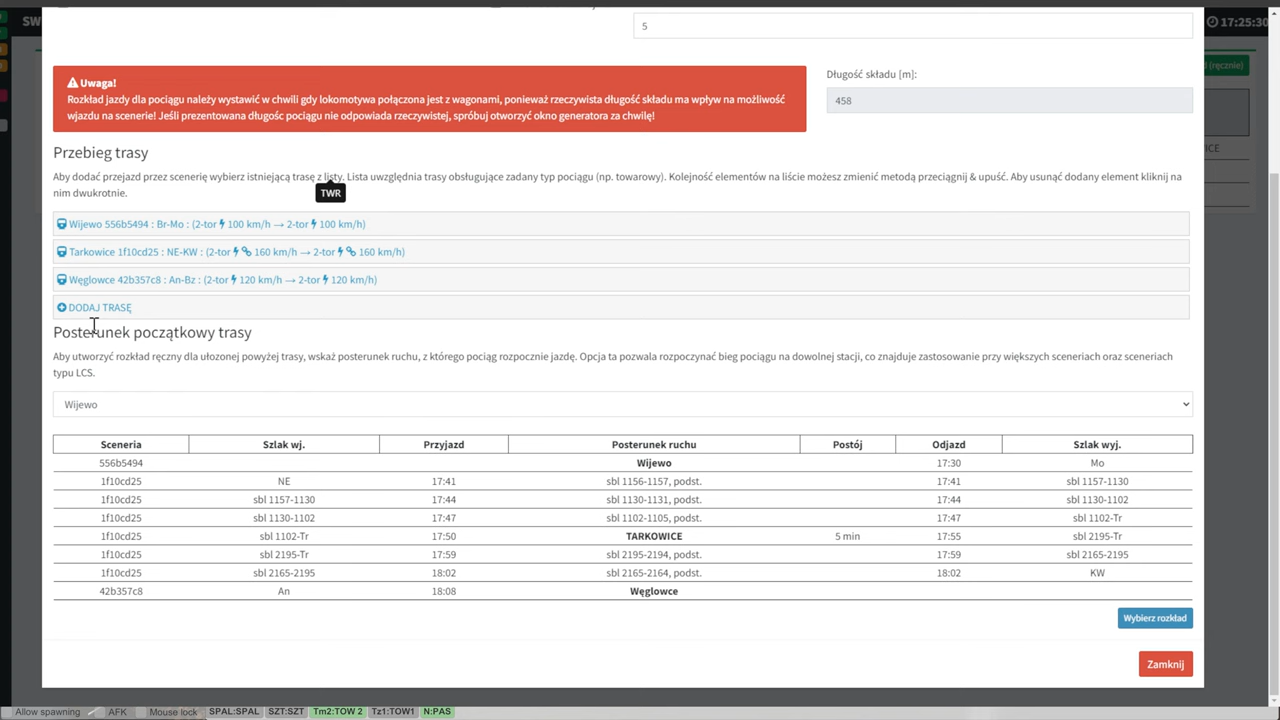 SW
17:25:30
5
(ręcznie)
Uwaga!
Rozkład jazdy dla pociągu należy wystawić w chwili gdy lokomotywa połączona jest z wagonami, ponieważ rzeczywista długość składu ma wpływ na możliwość
wjazdu na scenerie! Jeśli prezentowana długośc pociągu nie odpowiada rzeczywistej, spróbuj otworzyć okno generatora za chwilę!
Długość składu [m]:
458
ICE
Przebieg trasy
Aby dodać przejazd przez scenerię wybierz istniejącą trasę z listy. Lista uwzględnia trasy obsługujące zadany typ pociągu (np. towarowy). Kolejność elementów na liście możesz zmienić metodą przeciągnij & upuść. Aby usunąć dodany element kliknij na
nim dwukrotnie.
TWR
Wijewo 556b5494 : Br-Mo : (2-tor 100 km/h → 2-tor 100 km/h)
Tarkowice 1f10cd25 : NE-KW : (2-tor 160 km/h → 2-tor 160 km/h)
Węglowce 42b357c8 : An-Bz : (2-tor 120 km/h → 2-tor 120 km/h)
DODAJ TRASĘ
Posterunek początkowy trasy
Aby utworzyć rozkład ręczny dla ułozonej powyżej trasy, wskaż posterunek ruchu, z którego pociąg rozpocznie jazdę. Opcja ta pozwala rozpoczynać bieg pociągu na dowolnej stacji, co znajduje zastosowanie przy większych sceneriach oraz sceneriach
typu LCS.
Wijewo
Sceneria Szlak wj. Przyjazd Posterunek ruchu Postój Odjazd Szlak wyj.
556b5494 Wijewo 17:30 Mo
1f10cd25 NE 17:41 sbl 1156-1157, podst. 17:41 sbl 1157-1130
1f10cd25 sbl 1157-1130 17:44 sbl 1130-1131, podst. 17:44 sbl 1130-1102
1f10cd25 sbl 1130-1102 17:47 sbl 1102-1105, podst. 17:47 sbl 1102-Tr
1f10cd25 sbl 1102-Tr 17:50 TARKOWICE 5 min 17:55 sbl 2195-Tr
1f10cd25 sbl 2195-Tr 17:59 sbl 2195-2194, podst. 17:59 sbl 2165-2195
1f10cd25 sbl 2165-2195 18:02 sbl 2165-2164, podst. 18:02 KW
42b357c8 An 18:08 Węglowce
Wybierz rozkład
Zamknij
Allow spawning AFK Mouse lock SPAL:SPAL SZT:SZT Tm2:TOW 2 Tz1:TOW1 N:PAS